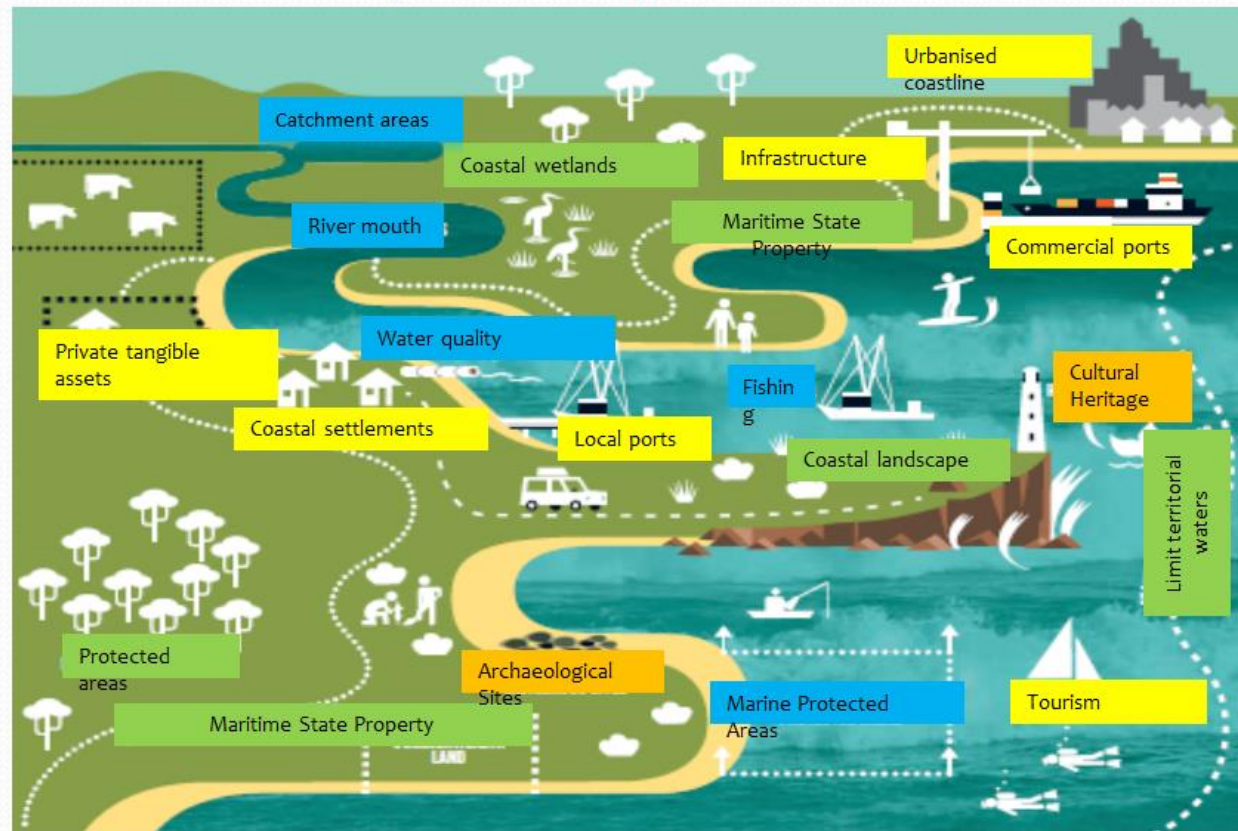 Urbanised
coastline
Catchment areas
Infrastructure
Coastal wetlands
River mouth
Maritime State
Property
Commercial ports
Water quality
Private tangible
assets
Fishin
g
Cultural
Heritage
Coastal settlements
Local ports
Coastal landscape
Limit territorial
waters
Protected
areas
Archaeological
Sites
Marine Protected
Areas
Tourism
Maritime State Property
LAND